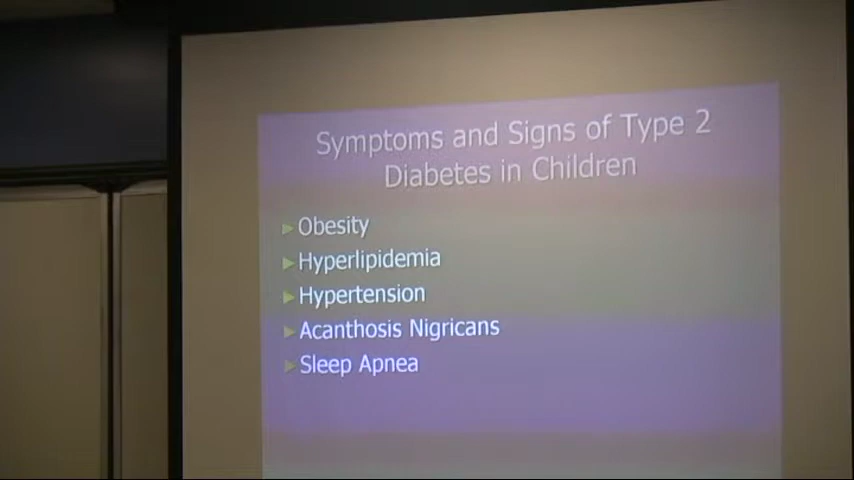 Symptoms and Signs of Type 2
Diabetes in Children
Obesity
Hyperlipidemia
Hypertension
Acanthosis Nigricans
Sleep Apnea